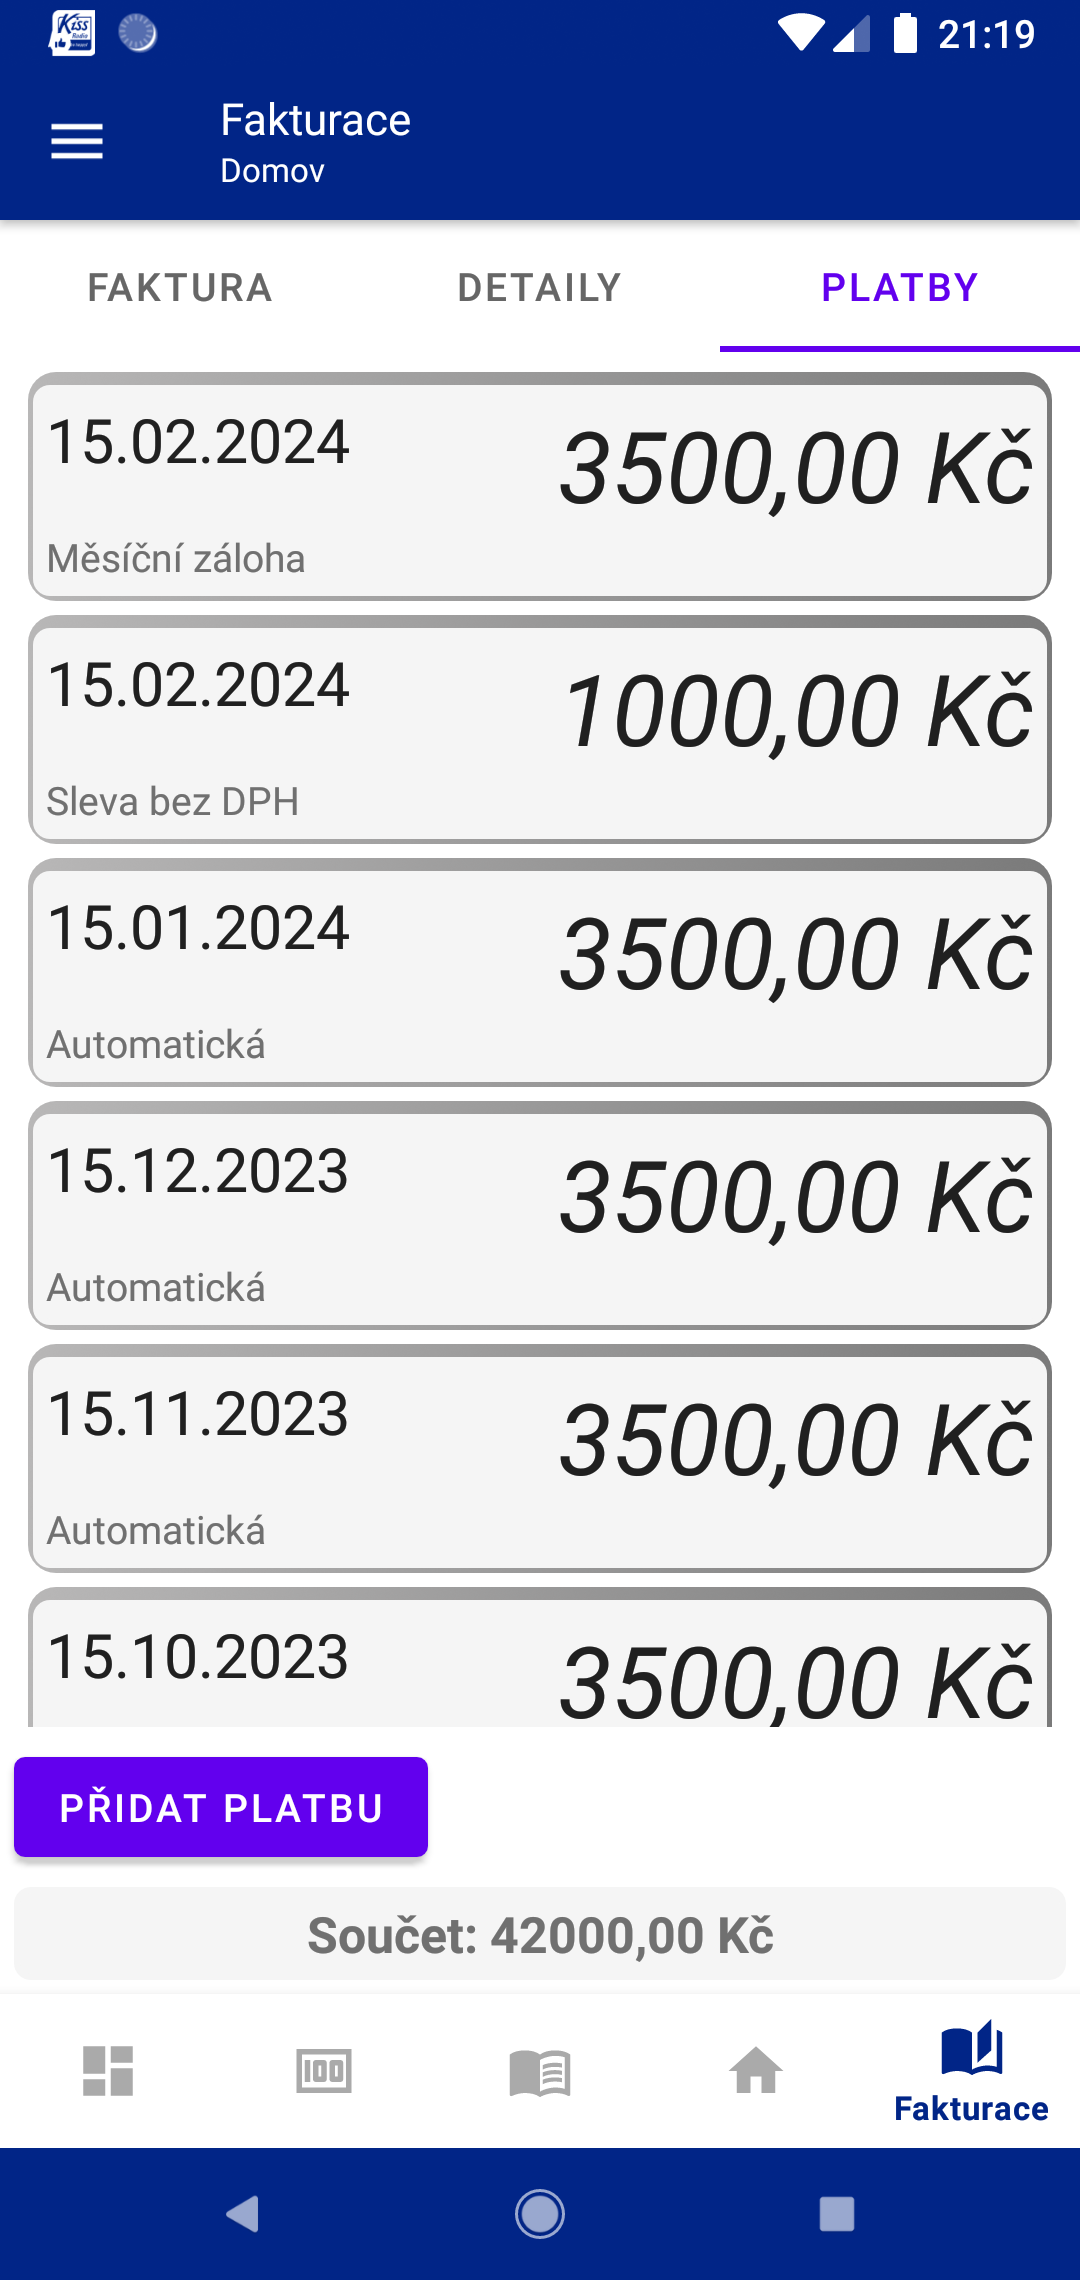 Kiss
Radio
21:19
Fakturace
Domov
FAKTURA
DETAILY
PLATBY
15.02.2024
3500,00 Kč
Měsíční záloha
15.02.2024
1000,00 Kč
Sleva bez DPH
15.01.2024
3500,00 Kč
Automatická
15.12.2023
3500,00 Kč
Automatická
15.11.2023
3500,00 Kč
Automatická
15.10.2023
3500,00 Kč
PŘIDAT PLATBU
Součet: 42000,00 Kč
100
Fakturace